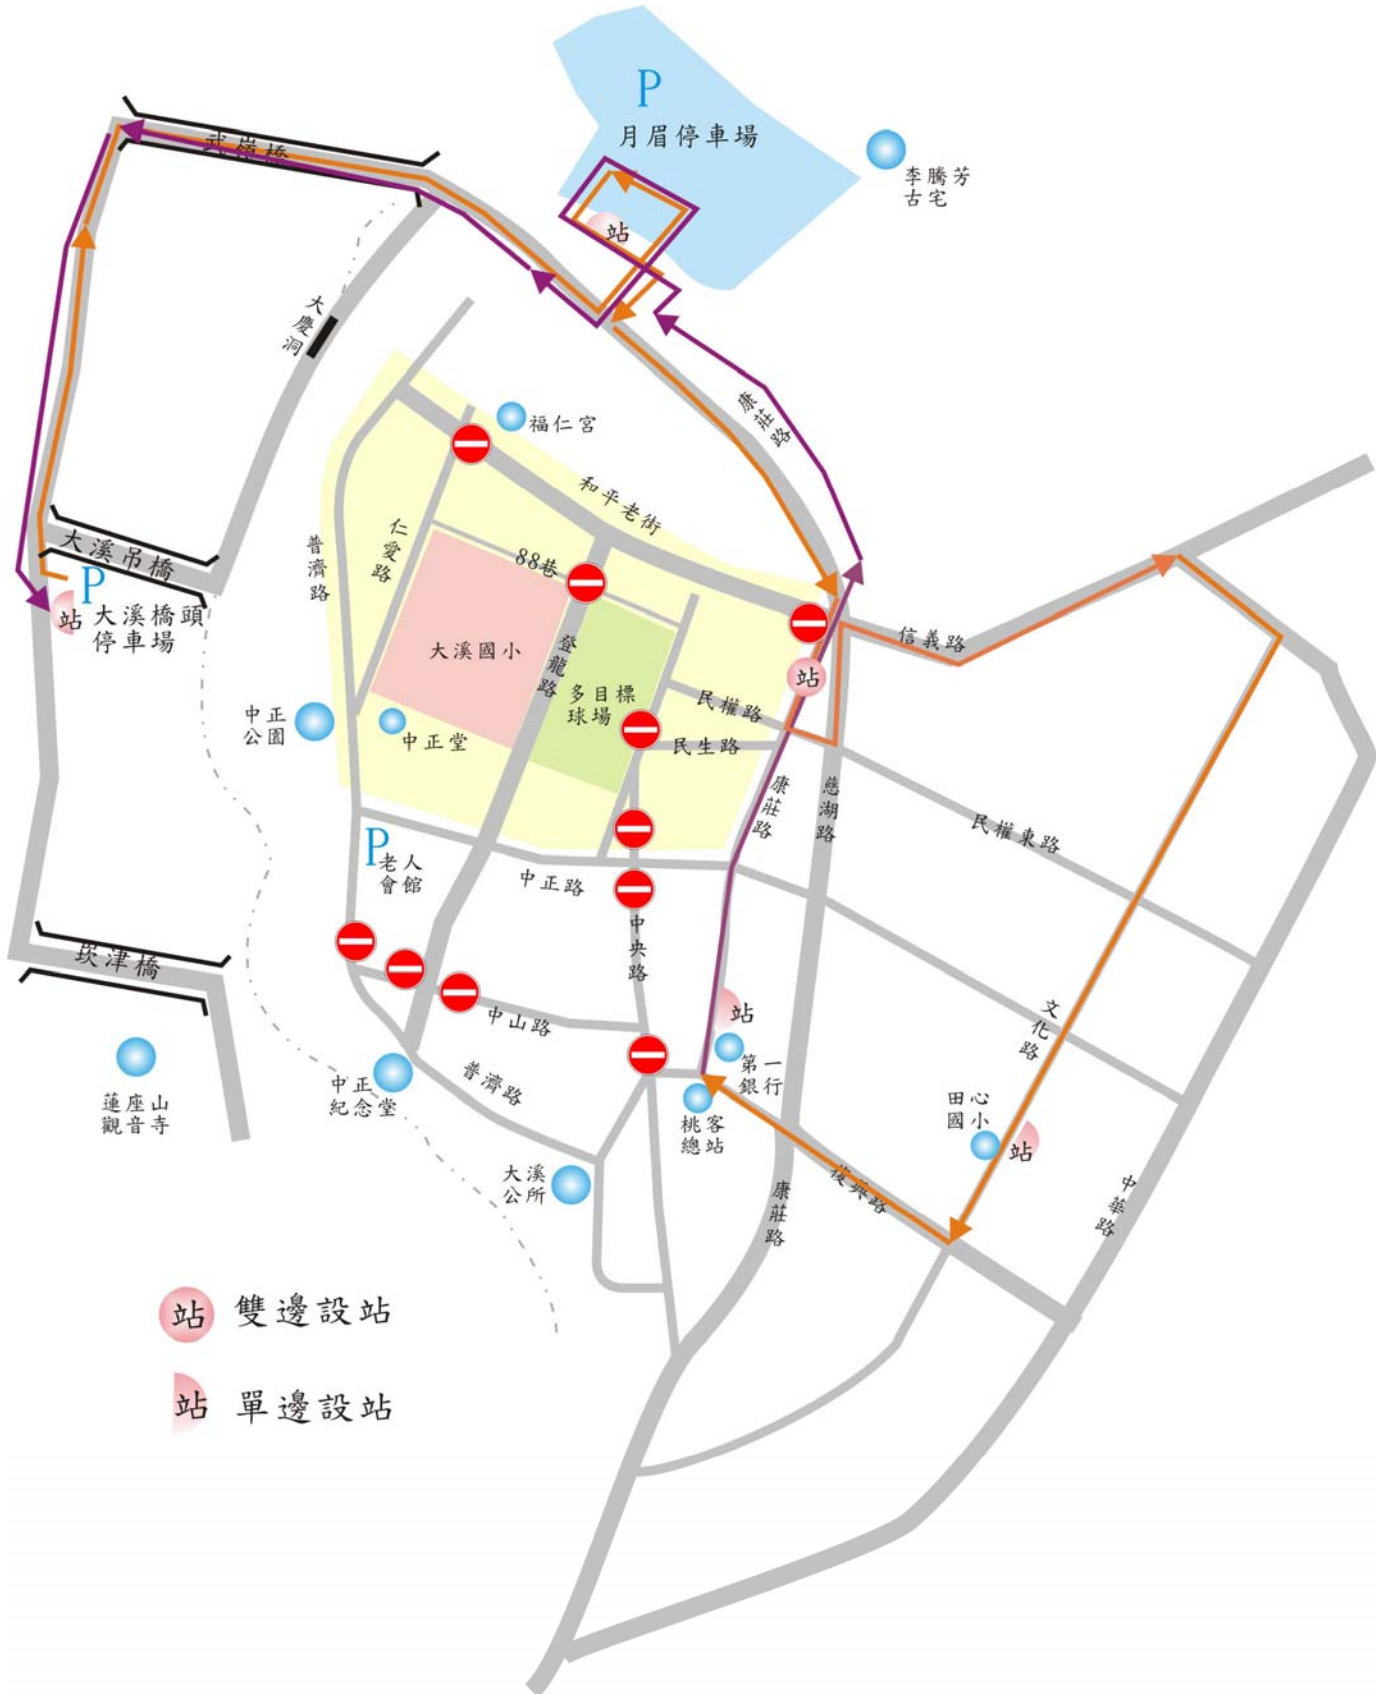 P
月眉停車場
李騰芳
古宅
武嶺橋
站
大慶洞
康莊路
福仁宮
和平老街
仁愛路
普濟路
88巷
大溪吊橋
P
站
大溪橋頭
停車場
信義路
大溪國小
登龍路
站
多目標
球場
民權路
中正
公園
中正堂
民生路
康莊路
慈湖路
民權東路
P
老人
會館
中正路
中央路
崁津橋
站
中山路
文化路
第一
銀行
蓮座山
觀音寺
中正
紀念堂
普濟路
桃客
總站
田心
國小
站
大溪
公所
復興路
康莊路
中華路
站 雙邊設站
站 單邊設站